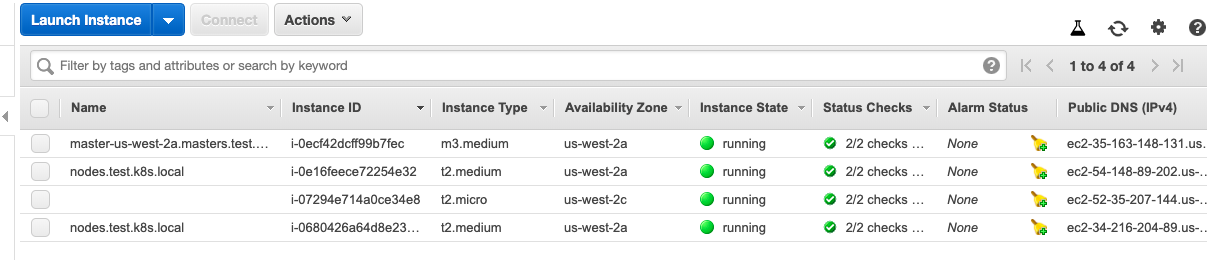 Launch Instance Connect Actions
Filter by tags and attributes or search by keyword 1 to 4 of 4
Name Instance ID Instance Type Availability Zone Instance State Status Checks Alarm Status Public DNS (IPv4)
master-us-west-2a.masters.test.... i-0ecf42dcff99b7fec m3.medium us-west-2a running 2/2 checks ... None ec2-35-163-148-131.us.
nodes.test.k8s.local i-0e16feece72254e32 t2.medium us-west-2a running 2/2 checks ... None ec2-54-148-89-202.us-...
i-07294e714a0ce34e8 t2.micro us-west-2c running 2/2 checks ... None ec2-52-35-207-144.us-...
nodes.test.k8s.local i-0680426a64d8e23... t2.medium us-west-2a running 2/2 checks ... None ec2-34-216-204-89.us-...